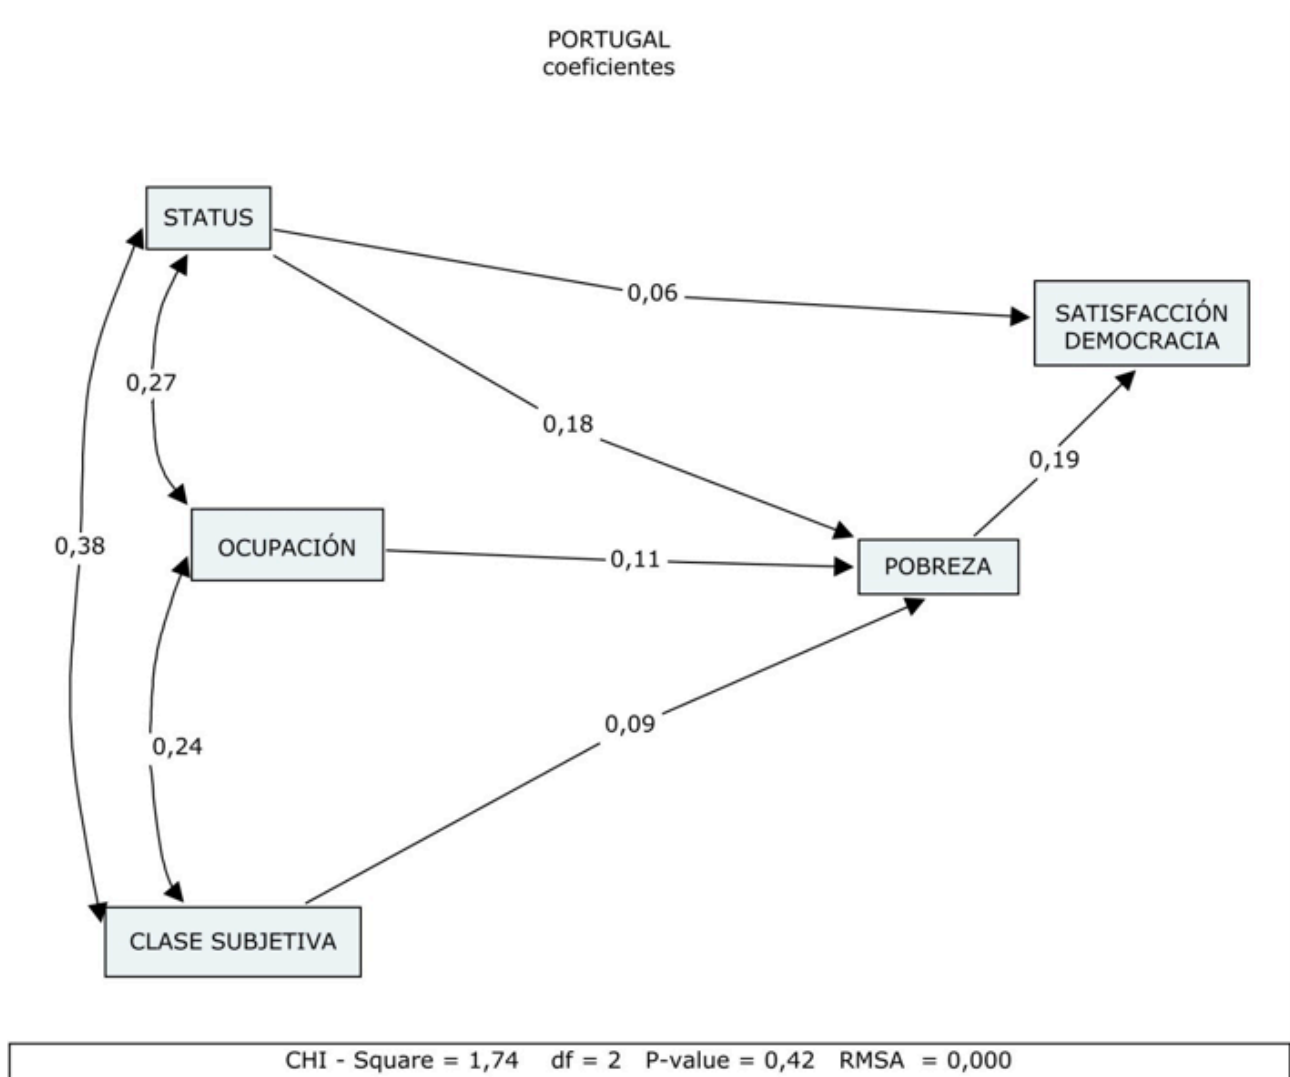 PORTUGAL
coeficientes
STATUS
0,06
SATISFACCIÓN
DEMOCRACIA
0,27
0,18
0,19
0,38
OCUPACIÓN
0,11
POBREZA
0,09
0,24
CLASE SUBJETIVA
CHI - Square = 1,74 df = 2 P-value = 0,42 RMSA = 0,000